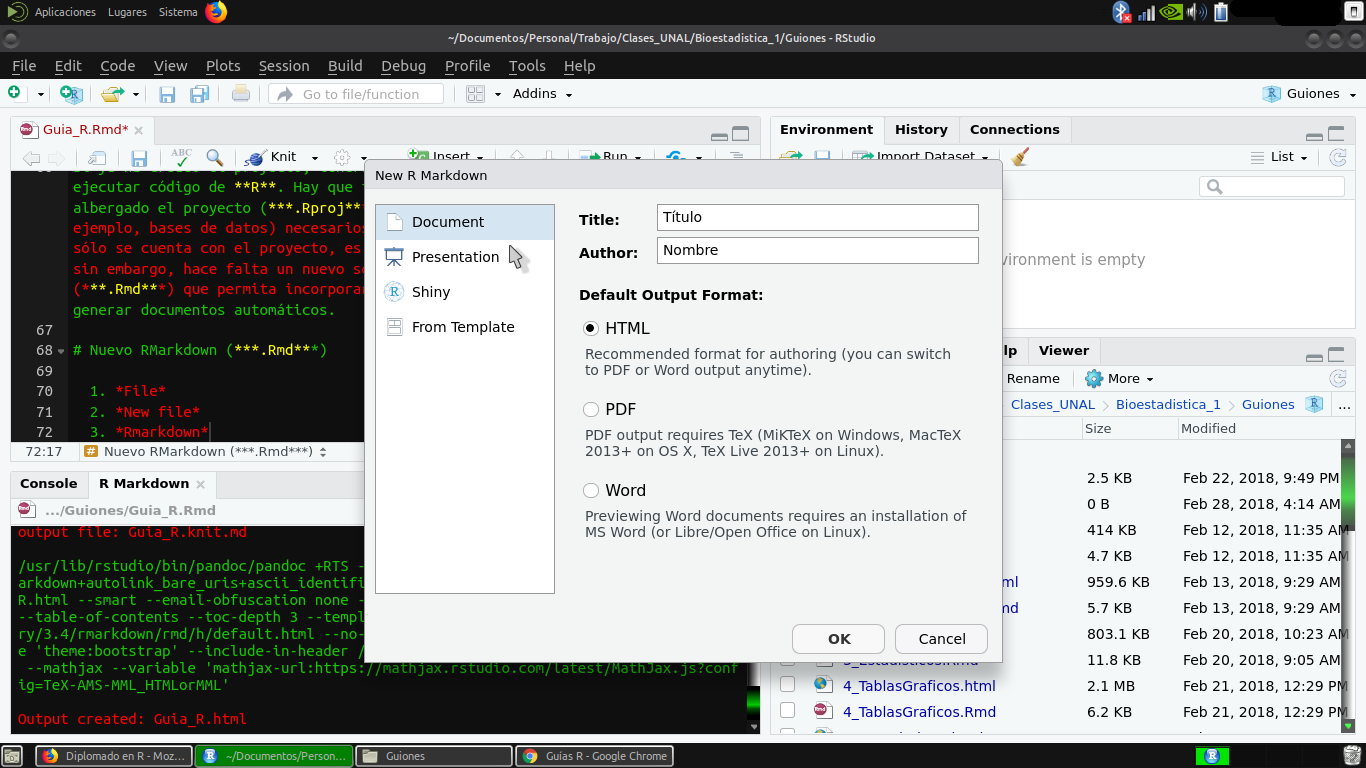 Aplicaciones Lugares Sistema
~/Documentos/Personal/Trabajo/Clases_UNAL/Bioestadistica_1/Guiones - RStudio
File Edit Code View Plots Session Build Debug Profile Tools Help
Go to file/function Addins Guiones
Guia_R.Rmd*
Knit Insert Run
ejecutar código de **R**. Hay que
albergado el proyecto (***.Rproj**
ejemplo, bases de datos) necesarios
sólo se cuenta con el proyecto, es
sin embargo, hace falta un nuevo
(***.Rmd***) que permita incorporar
generar documentos automáticos.
67
68 # Nuevo RMarkdown (***.Rmd***)
69
70 1. *File*
71 2. *New file*
72 3. *Rmarkdown*
72:17 # Nuevo RMarkdown (***.Rmd***)
Console R Markdown
.../Guiones/Guia_R.Rmd
output file: Guia_R.knit.md
/usr/lib/rstudio/bin/pandoc/pandoc +RTS -
arkdown+autolink_bare_uris+ascii_identifi
R.html --smart --email-obfuscation none -
--table-of-contents --toc-depth 3 --templ
ry/3.4/rmarkdown/rmd/h/default.html --no-
e 'theme:bootstrap' --include-in-header /
--mathjax --variable 'mathjax-url:https://mathjax.rstudio.com/latest/MathJax.js?conf
ig=TeX-AMS-MML_HTMLorMML'
Output created: Guia_R.html
New R Markdown
Document
Presentation
Shiny
From Template
Title: Título
Author: Nombre
Default Output Format:
HTML
Recommended format for authoring (you can switch
to PDF or Word output anytime).
PDF
PDF output requires TeX (MiKTeX on Windows, MacTeX
2013+ on OS X, TeX Live 2013+ on Linux).
Word
Previewing Word documents requires an installation of
MS Word (or Libre/Open Office on Linux).
OK Cancel
Environment History Connections
Import Dataset List
vironment is empty
lp Viewer
Rename More
Clases_UNAL Bioestadistica_1 Guiones ...
Size Modified
2.5 KB Feb 22, 2018, 9:49 PM
0 B Feb 28, 2018, 4:14 AM
414 KB Feb 12, 2018, 11:35 AM
4.7 KB Feb 12, 2018, 11:35 AM
ml 959.6 KB Feb 13, 2018, 9:29 AM
md 5.7 KB Feb 13, 2018, 9:29 AM
803.1 KB Feb 20, 2018, 10:23 AM
11.8 KB Feb 20, 2018, 9:05 AM
4_TablasGraficos.html 2.1 MB Feb 21, 2018, 12:29 PM
4_TablasGraficos.Rmd 6.2 KB Feb 21, 2018, 12:29 PM
Diplomado en R - Moz... ~/Documentos/Person... Guiones Guias R - Google Chrome